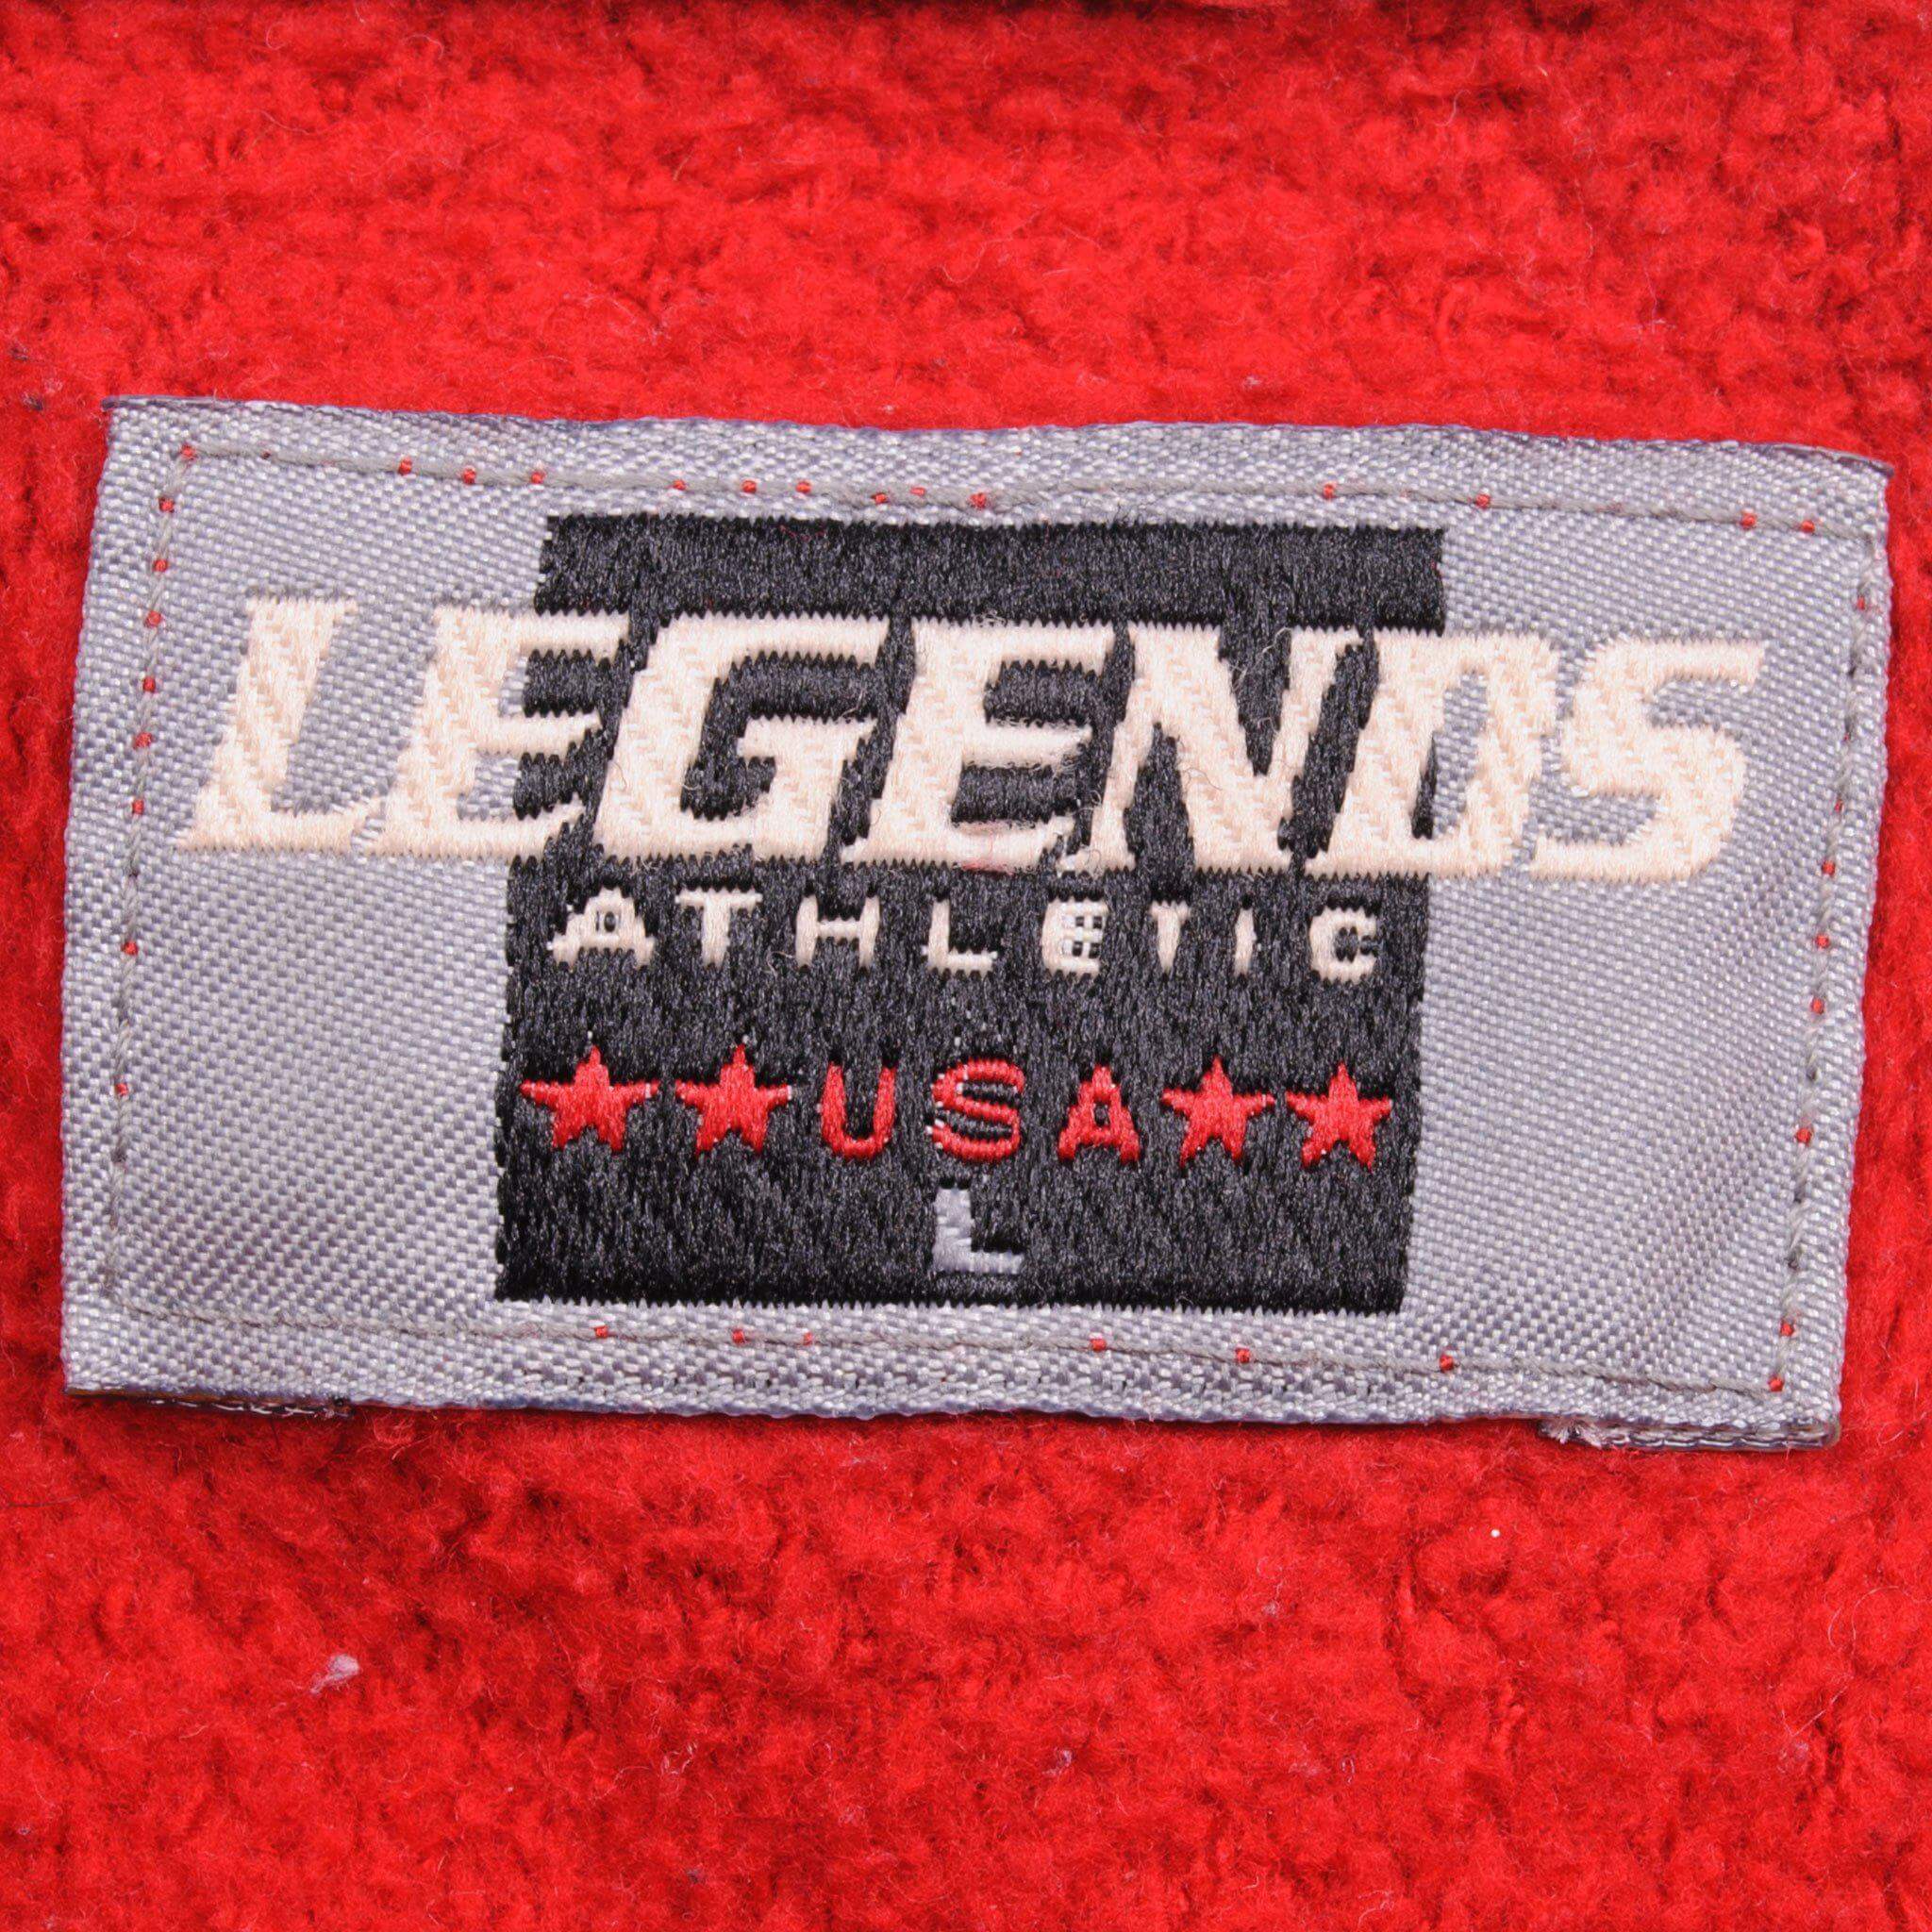 LEGENDS
ATHLETIC
★★USA★★
L